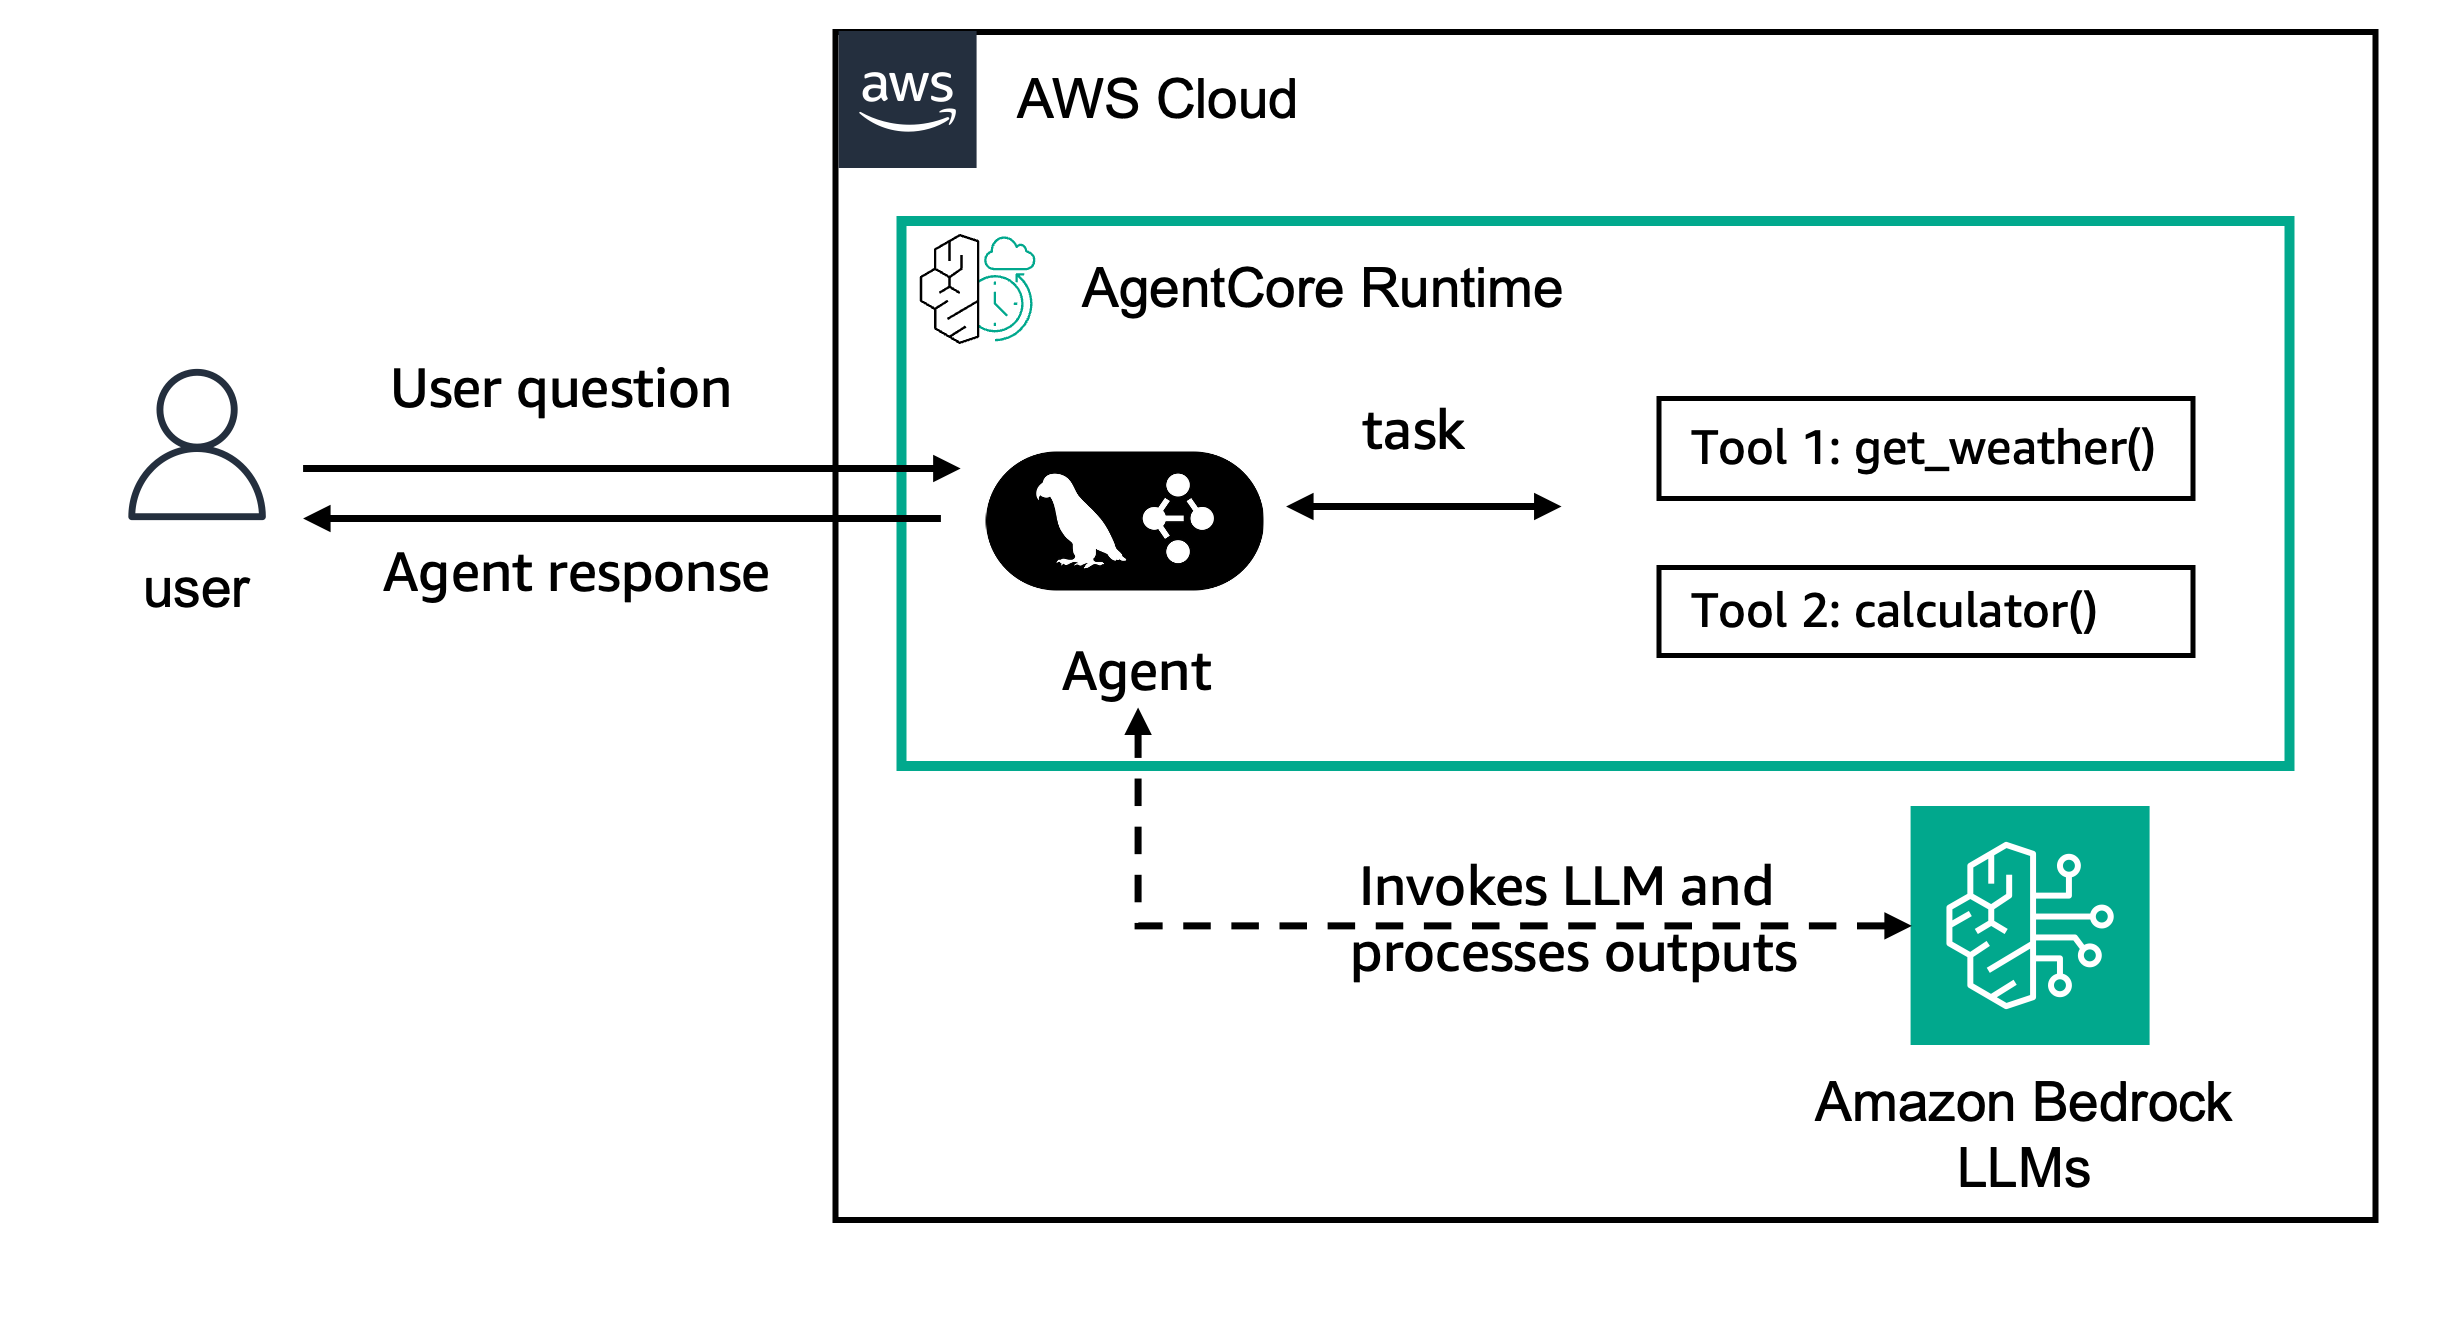 aws
AWS Cloud
AgentCore Runtime
User question
Agent response
user
Agent
task
Tool 1: get_weather()
Tool 2: calculator()
Invokes LLM and
processes outputs
Amazon Bedrock
LLMs